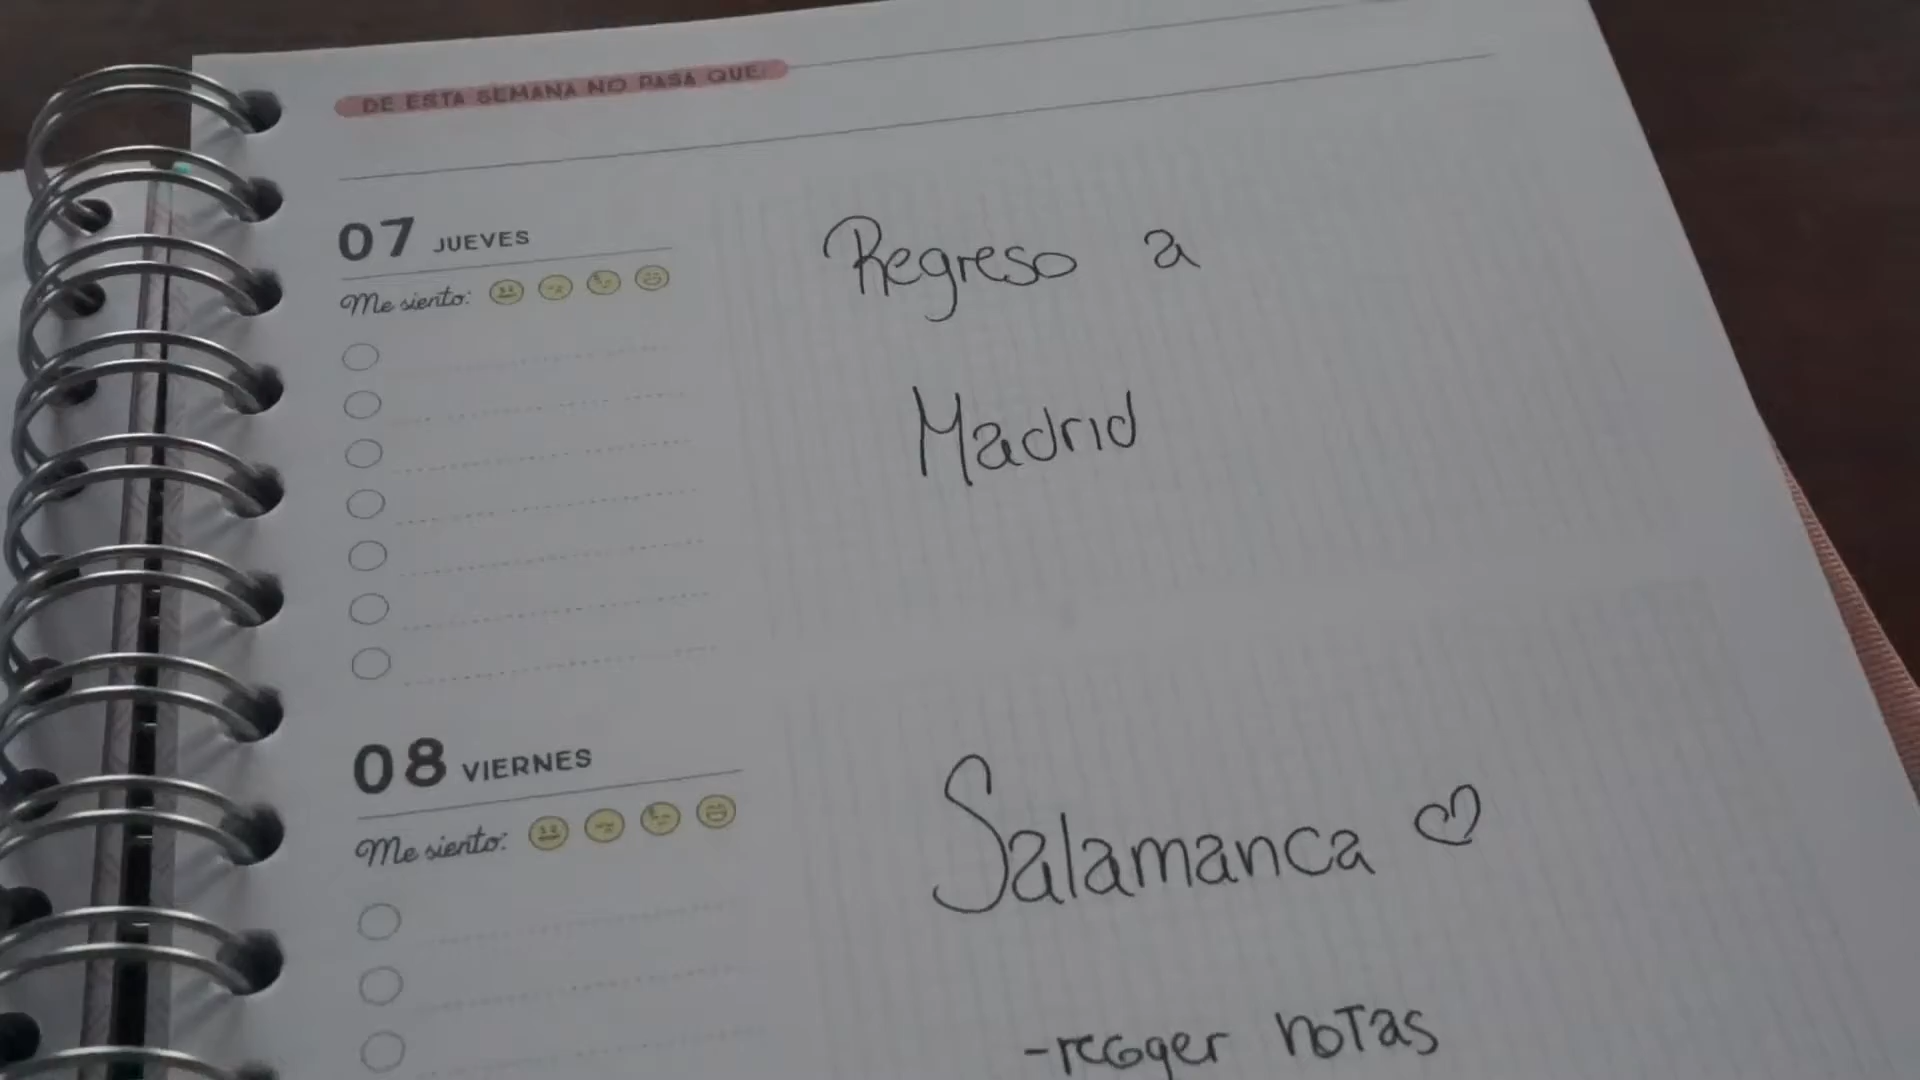 DE ESTA SEMANA NO PASA QUE:
07 JUEVES
Me siento:
Regreso a
Madrid
08 VIERNES
Me siento:
Salamanca ♡
-recoger notas